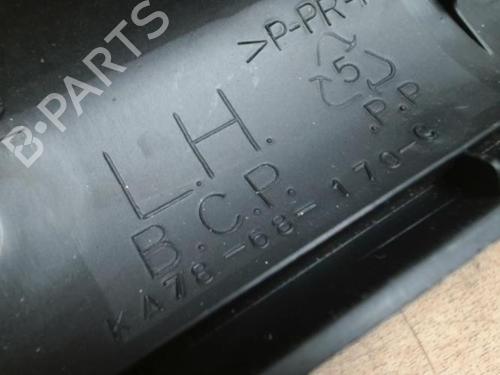 >P-PR-
5
P.P
L.H.
B.C.P.
KA78-68-170-G
B-PARTS